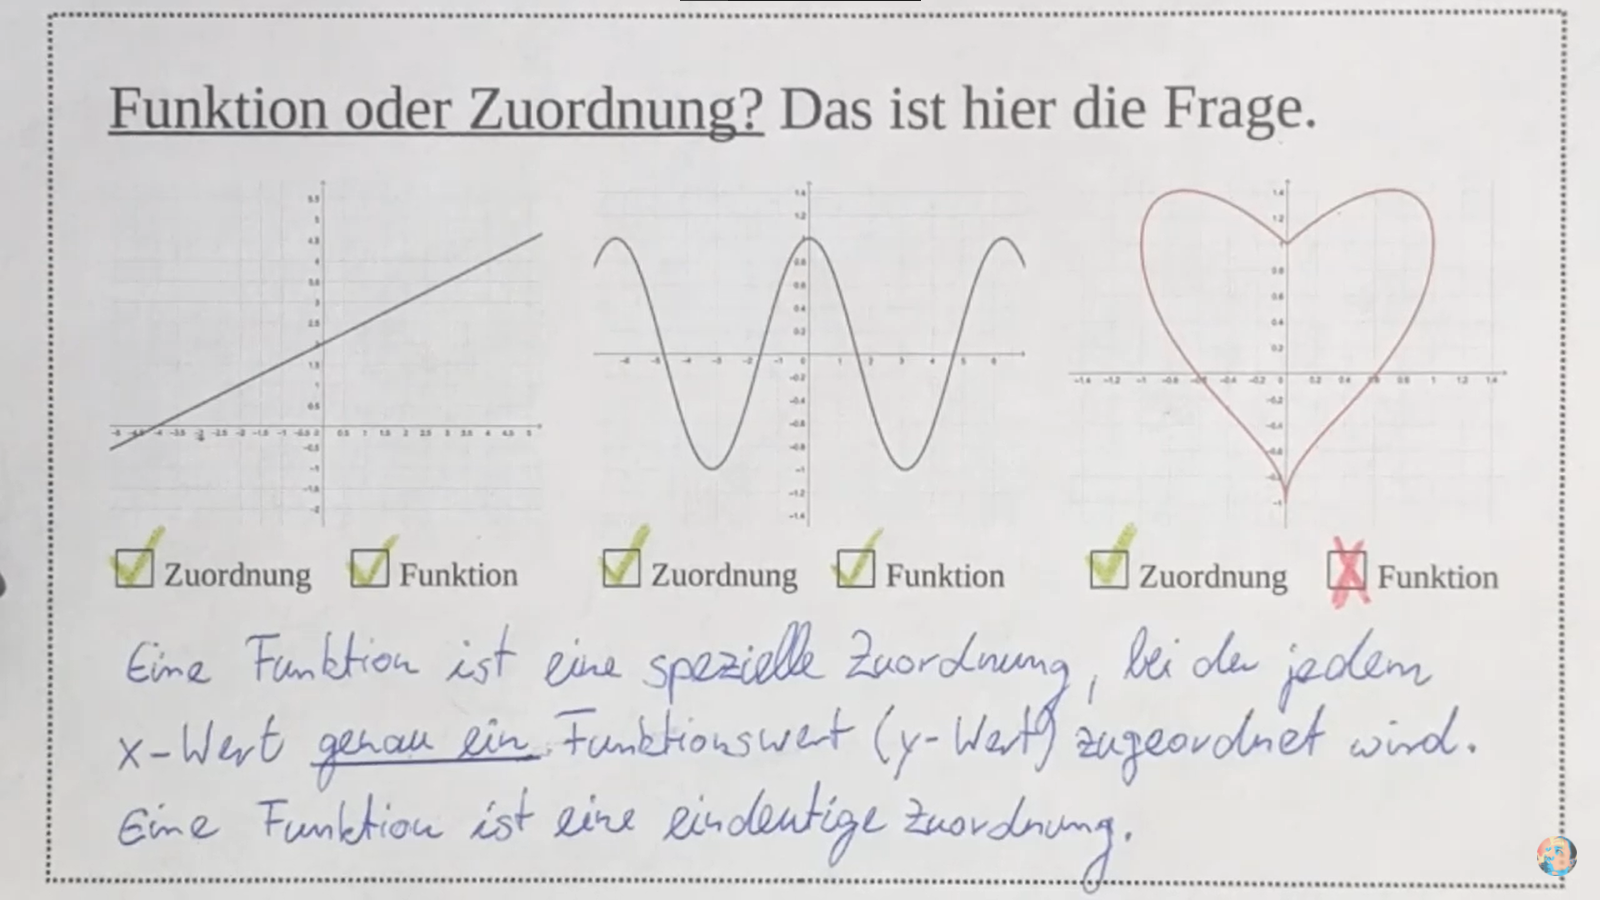 Funktion oder Zuordnung? Das ist hier die Frage.
Zuordnung Funktion Zuordnung Funktion Zuordnung Funktion
Eine Funktion ist eine spezielle Zuordnung, bei der jedem
x-Wert genau ein Funktionswert (y-Wert) zugeordnet wird.
Eine Funktion ist eine eindeutige Zuordnung.